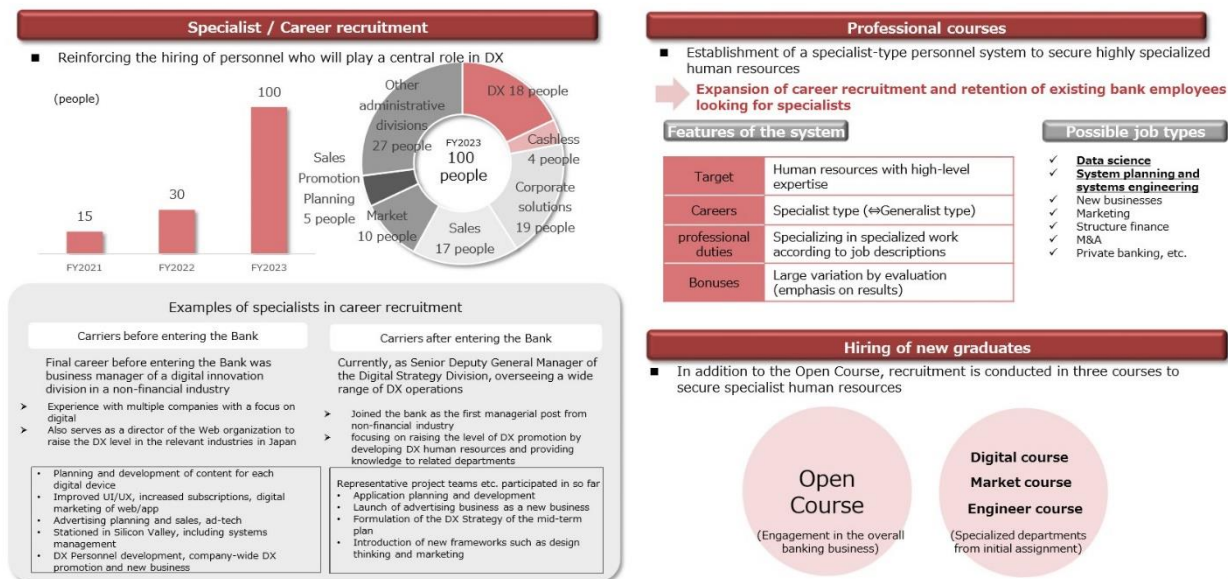 Specialist / Career recruitment
■ Reinforcing the hiring of personnel who will play a central role in DX
(people)
15
30
100
FY2021
FY2022
FY2023
FY2023
100
people
DX 18 people
Cashless
4 people
Corporate
solutions
19 people
Sales
17 people
Market
10 people
Sales
Promotion
Planning
5 people
Other
administrative
divisions
27 people
Examples of specialists in career recruitment
Carriers before entering the Bank
Final career before entering the Bank was
business manager of a digital innovation
division in a non-financial industry
➢ Experience with multiple companies with a focus on
digital
➢ Also serves as a director of the Web organization to
raise the DX level in the relevant industries in Japan
• Planning and development of content for each
digital device
• Improved UI/UX, increased subscriptions, digital
marketing of web/app
• Advertising planning and sales, ad-tech
• Stationed in Silicon Valley, including systems
management
• DX Personnel development, company-wide DX
promotion and new business
Carriers after entering the Bank
Currently, as Senior Deputy General Manager of
the Digital Strategy Division, overseeing a wide
range of DX operations
➢ Joined the bank as the first managerial post from
non-financial industry
➢ focusing on raising the level of DX promotion by
developing DX human resources and providing
knowledge to related departments
Representative project teams etc. participated in so far
• Application planning and development
• Launch of advertising business as a new business
• Formulation of the DX Strategy of the mid-term
plan
• Introduction of new frameworks such as design
thinking and marketing
Professional courses
■ Establishment of a specialist-type personnel system to secure highly specialized
human resources
Expansion of career recruitment and retention of existing bank employees
looking for specialists
Features of the system
Target
Human resources with high-level
expertise
Careers
Specialist type (⇔Generalist type)
professional
duties
Specializing in specialized work
according to job descriptions
Bonuses
Large variation by evaluation
(emphasis on results)
Possible job types
✓ Data science
✓ System planning and
systems engineering
✓ New businesses
✓ Marketing
✓ Structure finance
✓ M&A
✓ Private banking, etc.
Hiring of new graduates
■ In addition to the Open Course, recruitment is conducted in three courses to
secure specialist human resources
Open
Course
(Engagement in the overall
banking business)
Digital course
Market course
Engineer course
(Specialized departments
from initial assignment)